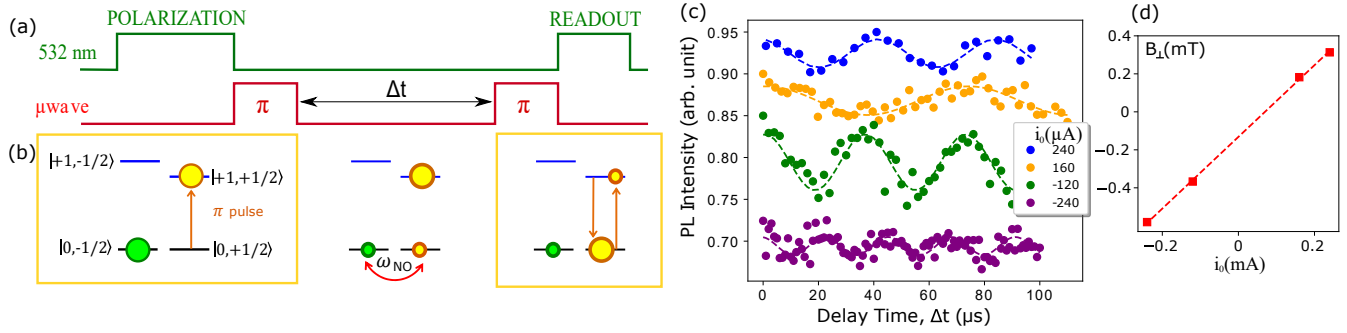 (a)
POLARIZATION
READOUT
532 nm
μwave
π
Δt
π
(b)
|+1,-1/2⟩
|+1,+1/2⟩
π pulse
|0,-1/2⟩
|0,+1/2⟩
ωNO
(c)
PL Intensity (arb. unit)
0.95
0.90
0.85
0.80
0.75
0.70
i₀(μA)
240
160
-120
-240
0
20
40
60
80
100
Delay Time, Δt (μs)
(d)
B⊥(mT)
0.4
0.2
0
−0.4
−0.4
−0.2
0
0.2
i₀(mA)